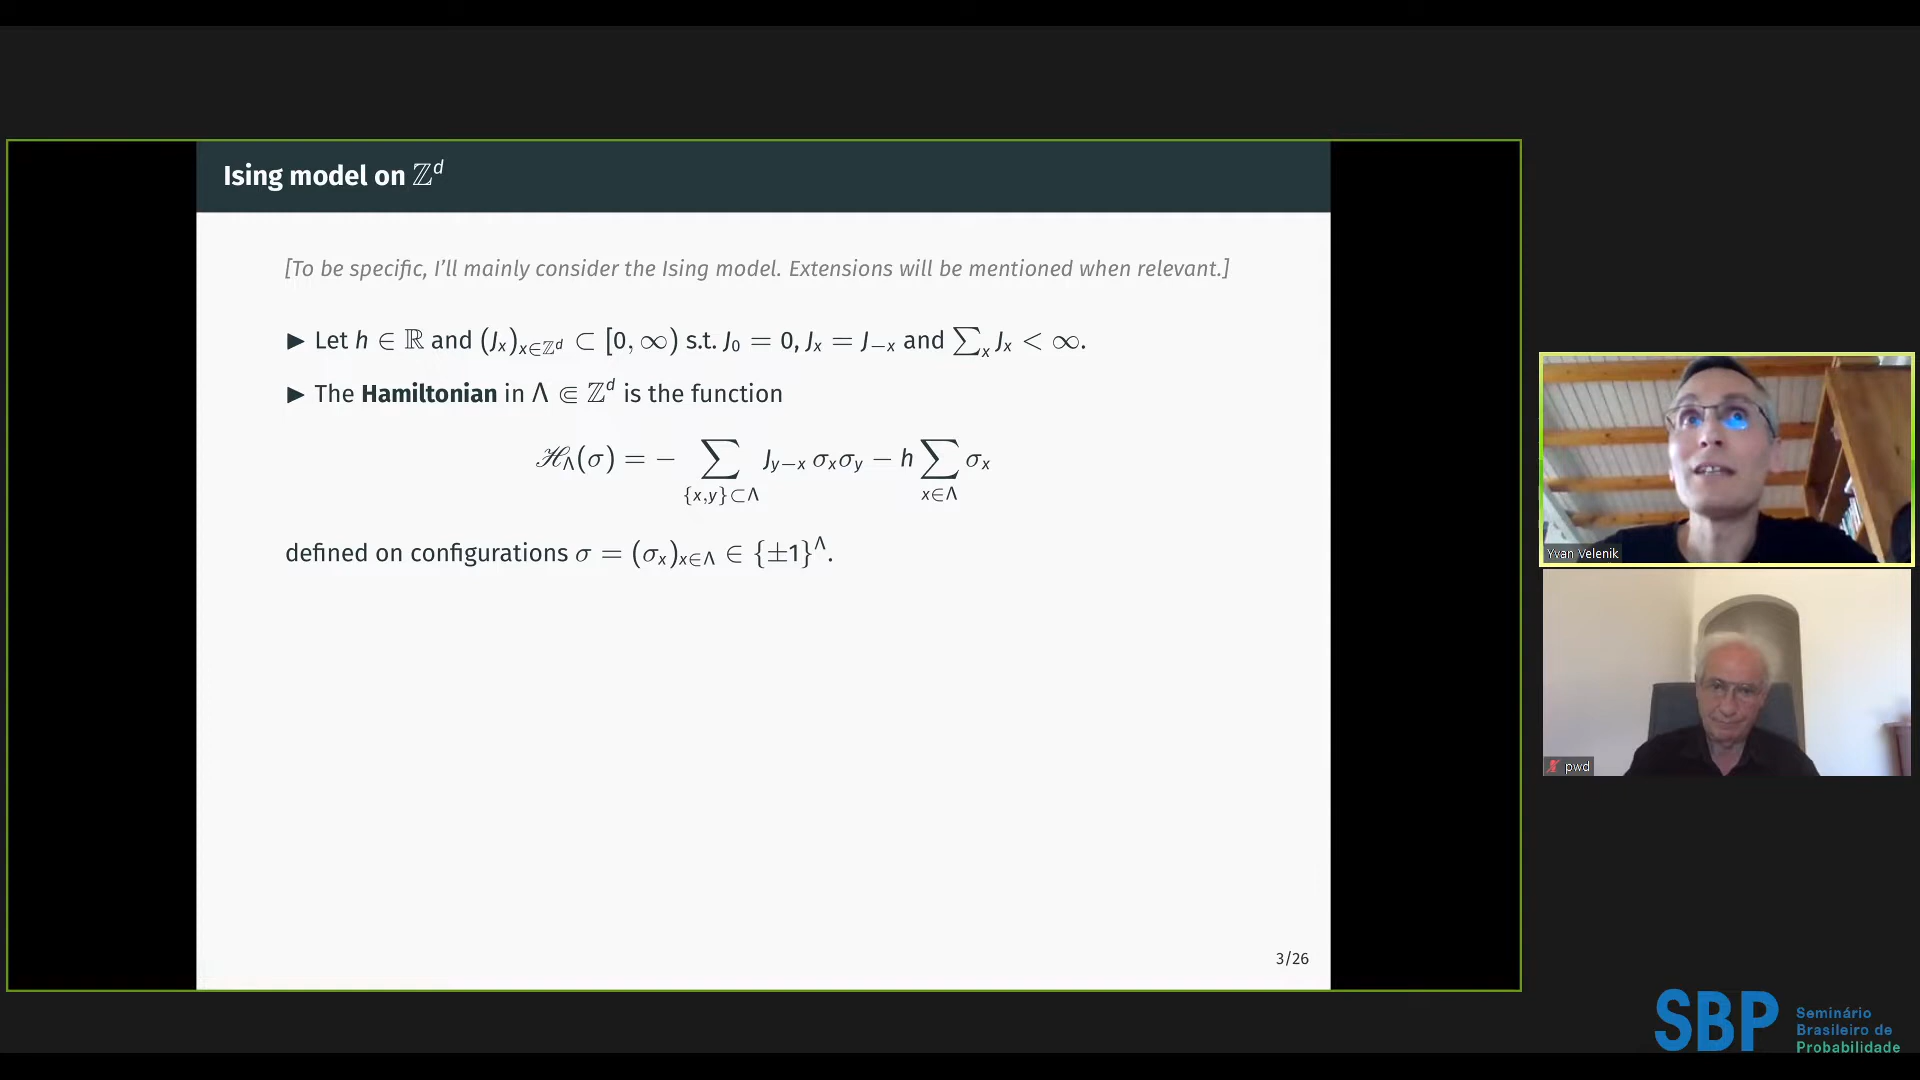 Ising model on ℤ^d
[To be specific, I'll mainly consider the Ising model. Extensions will be mentioned when relevant.]
▶ Let h ∈ ℝ and (J_x)_{x∈ℤ^d} ⊂ [0, ∞) s.t. J_0 = 0, J_x = J_{−x} and ∑_x J_x < ∞.
▶ The Hamiltonian in Λ ⋐ ℤ^d is the function
ℋ_Λ(σ) = − ∑_{{x,y}⊂Λ} J_{y−x} σ_xσ_y − h ∑_{x∈Λ} σ_x
defined on configurations σ = (σ_x)_{x∈Λ} ∈ {±1}^Λ.
3/26
Yvan Velenik
pwd
SBP
Seminário
Brasileiro de
Probabilidade